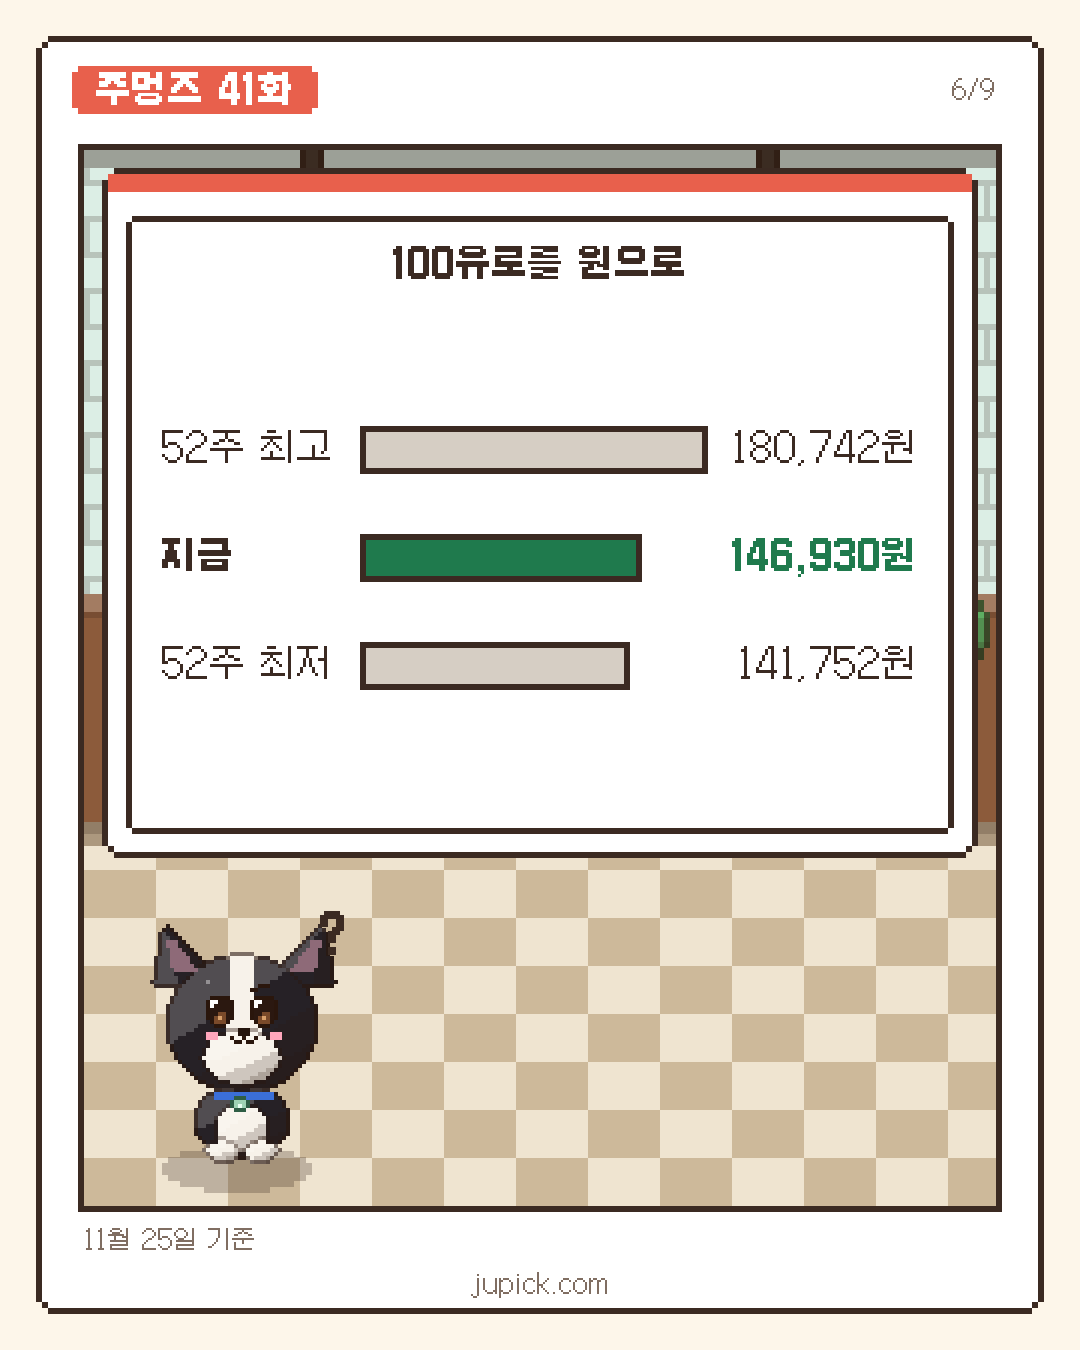 주멍즈 41화
6/9
100유로를 원으로
52주 최고 180,742원
지금 146,930원
52주 최저 141,752원
11월 25일 기준
jupick.com